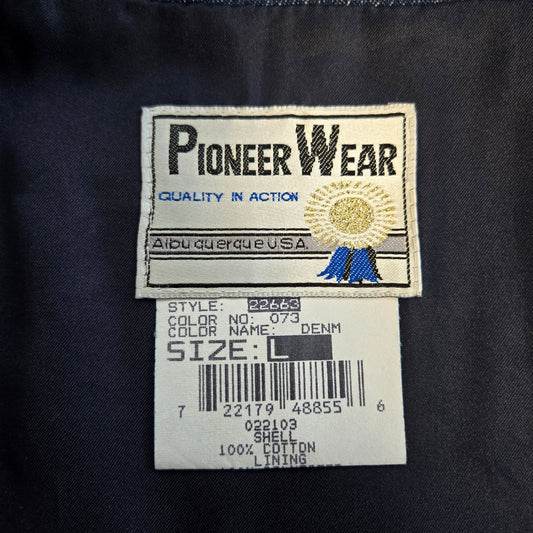 PIONEER WEAR
QUALITY IN ACTION
Albuquerque U.S.A.
STYLE: 22663
COLOR NO: 073
COLOR NAME: DENM
SIZE: L
7 22179 48855 6
022103
SHELL
100% COTTON
LINING